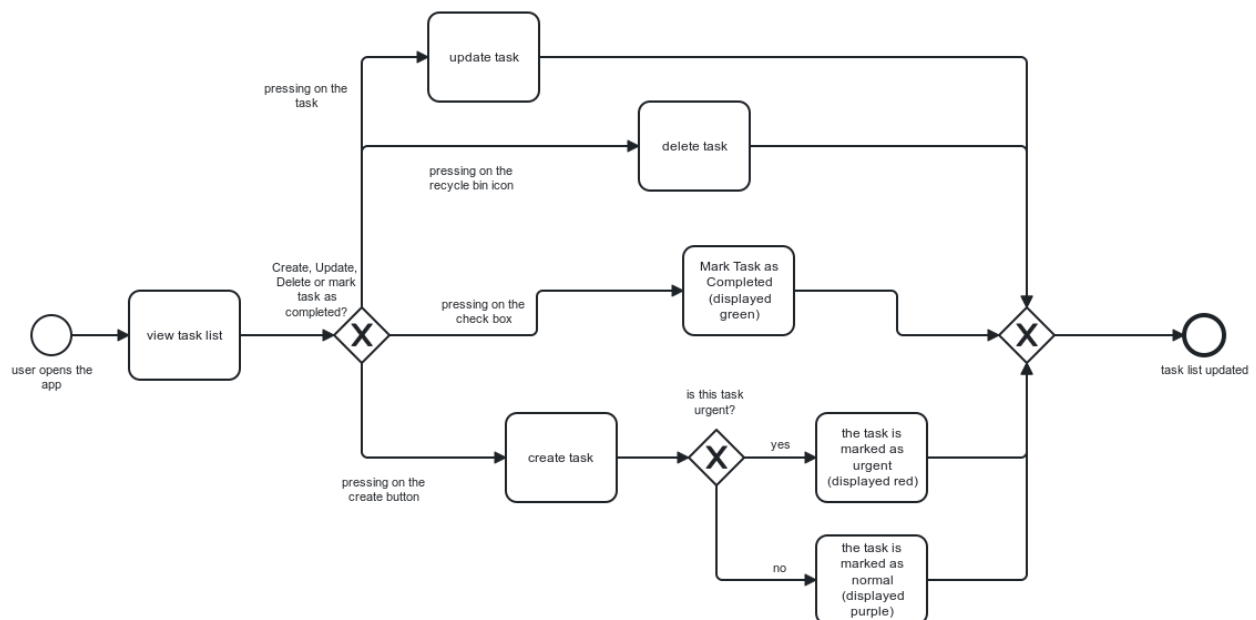 update task
pressing on the
task
delete task
pressing on the
recycle bin icon
Create, Update,
Delete or mark
task as
completed?
Mark Task as
Completed
(displayed
green)
pressing on the
check box
view task list
user opens the
app
task list updated
is this task
urgent?
create task
yes
the task is
marked as
urgent
(displayed red)
pressing on the
create button
no
the task is
marked as
normal
(displayed
purple)